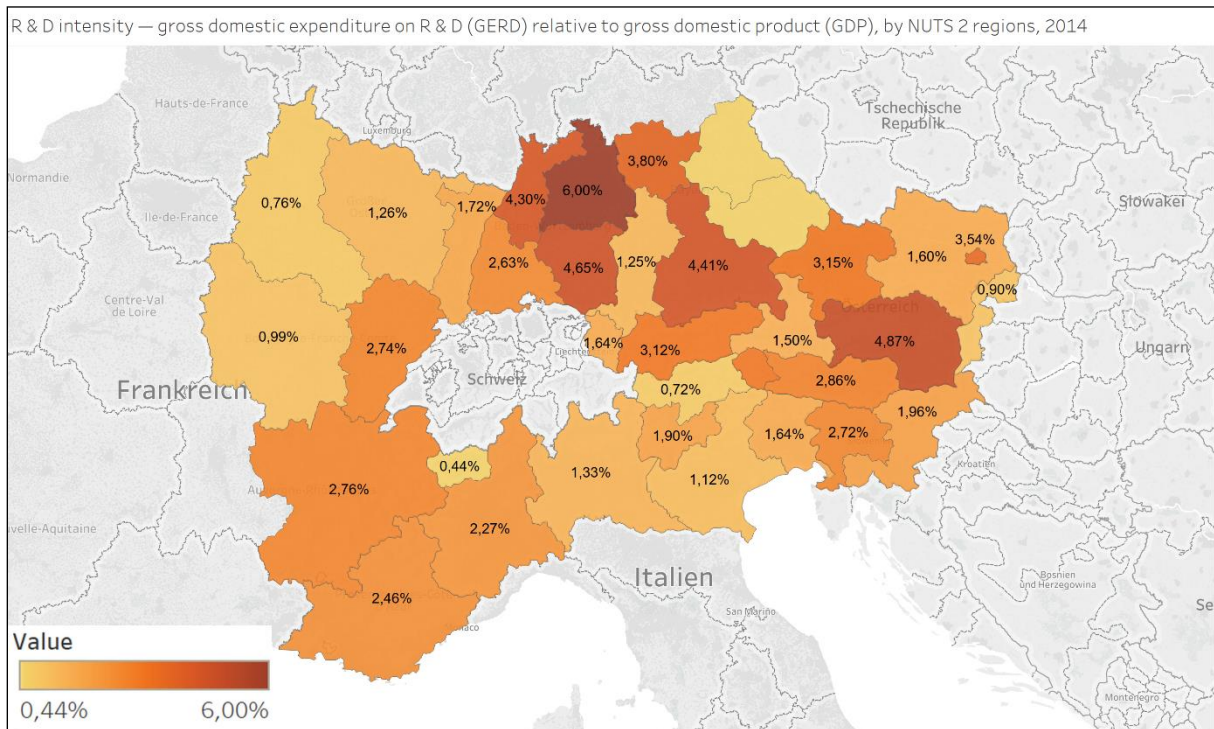 R & D intensity — gross domestic expenditure on R & D (GERD) relative to gross domestic product (GDP), by NUTS 2 regions, 2014
Hauts-de-France
Luxemburg
Tschechische
Republik
Normandie
Île-de-France
Slowakei
Centre-Val
de Loire
Frankreich
Schweiz
Österreich
Ungarn
Kroatien
Italien
San Marino
Bosnien
und Herzegowina
Montenegro
Se
0,76%
1,26%
1,72%
4,30%
6,00%
3,80%
2,63%
4,65%
1,25%
4,41%
3,15%
1,60%
3,54%
0,90%
0,99%
2,74%
1,64%
3,12%
1,50%
4,87%
0,72%
2,86%
1,96%
1,90%
1,64%
2,72%
0,44%
1,33%
1,12%
2,76%
2,27%
2,46%
Value
0,44%
6,00%